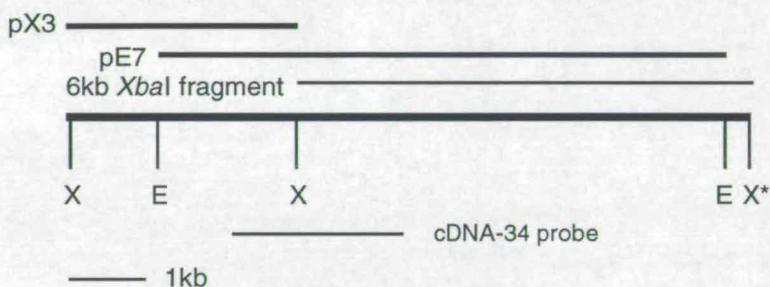 pX3
pE7
6kb XbaI fragment
X E X E X*
cDNA-34 probe
1kb